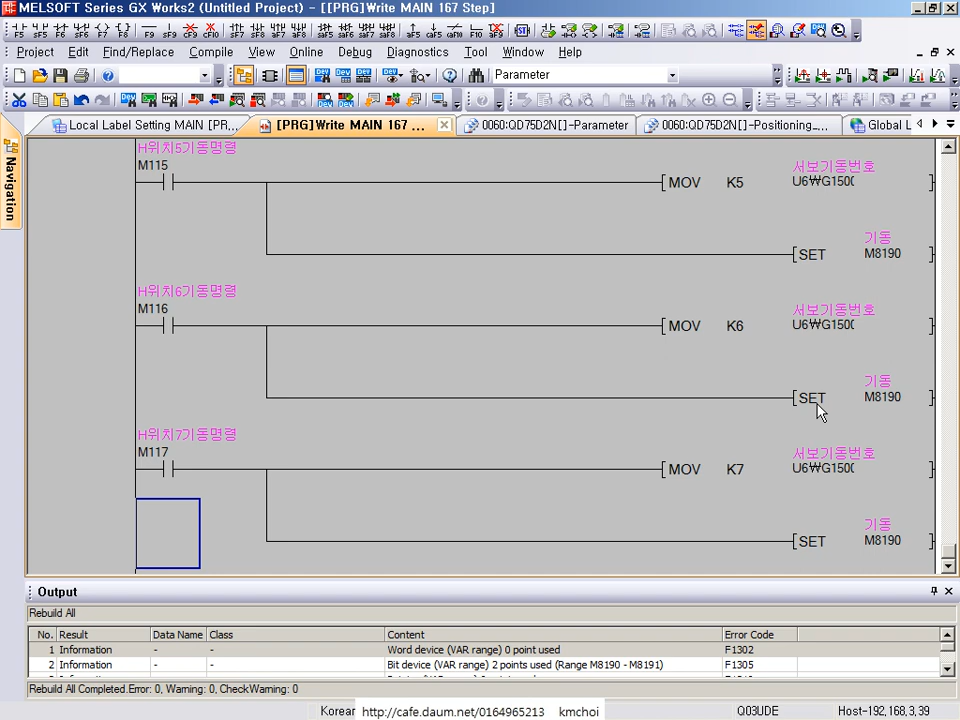 MELSOFT Series GX Works2 (Untitled Project) - [[PRG]Write MAIN 167 Step]
Project Edit Find/Replace Compile View Online Debug Diagnostics Tool Window Help
Parameter
Local Label Setting MAIN [PR,... [PRG]Write MAIN 167 ... 0060:QD75D2N[]-Parameter 0060:QD75D2N[]-Positioning_... Global L
Navigation
H위치5기동명령
M115
서보기동번호
MOV K5 U6₩G1500
기동
SET M8190
H위치6기동명령
M116
서보기동번호
MOV K6 U6₩G1500
기동
SET M8190
H위치7기동명령
M117
서보기동번호
MOV K7 U6₩G1500
기동
SET M8190
Output
Rebuild All
No. Result Data Name Class Content Error Code
1 Information - - Word device (VAR range) 0 point used F1302
2 Information - - Bit device (VAR range) 2 points used (Range M8190 - M8191) F1305
Rebuild All Completed.Error: 0, Warning: 0, CheckWarning: 0
Korean http://cafe.daum.net/0164965213 kmchoi Q03UDE Host-192.168.3.39